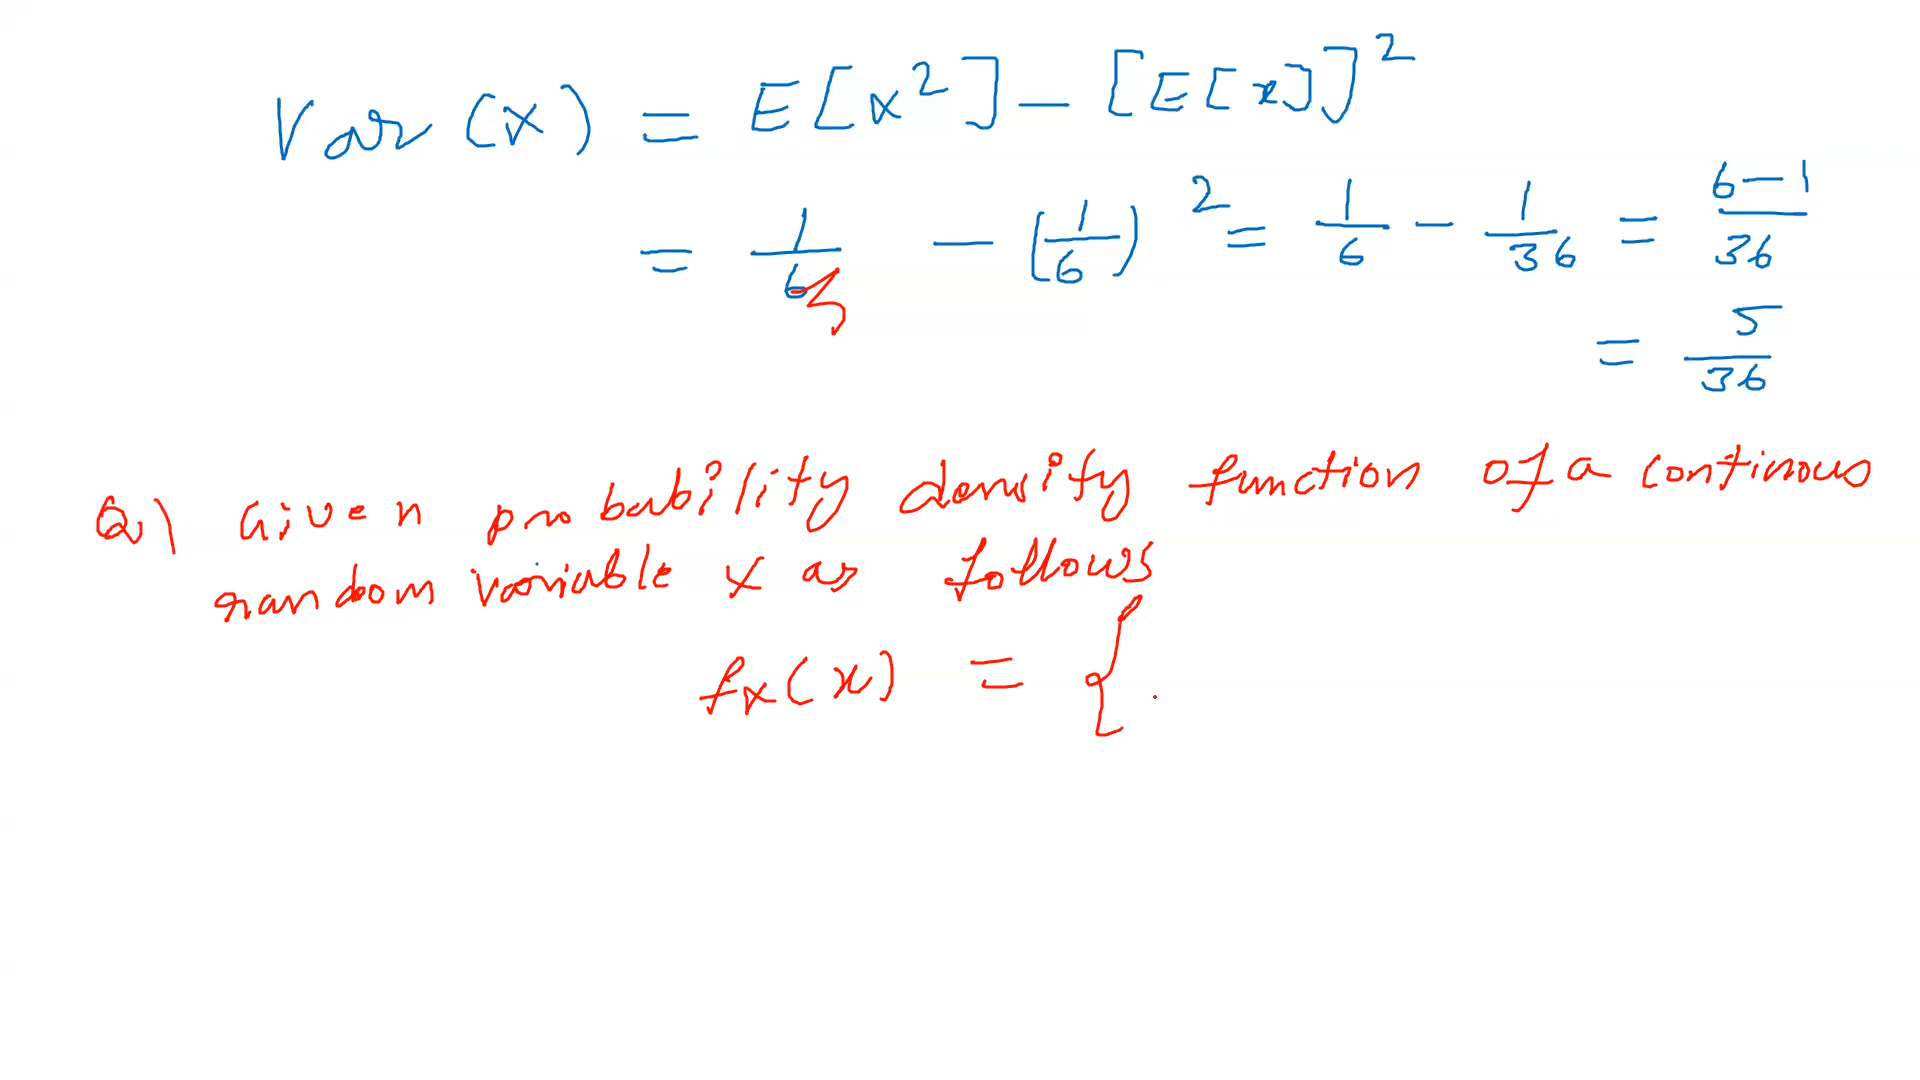 Var (X) = E[X²] - [E[x]]²
= 1/6 - (1/6)² = 1/6 - 1/36 = 6-1/36
= 5/36
Q) Given probability density function of a continous
random variable X as follows
fx(x) = {